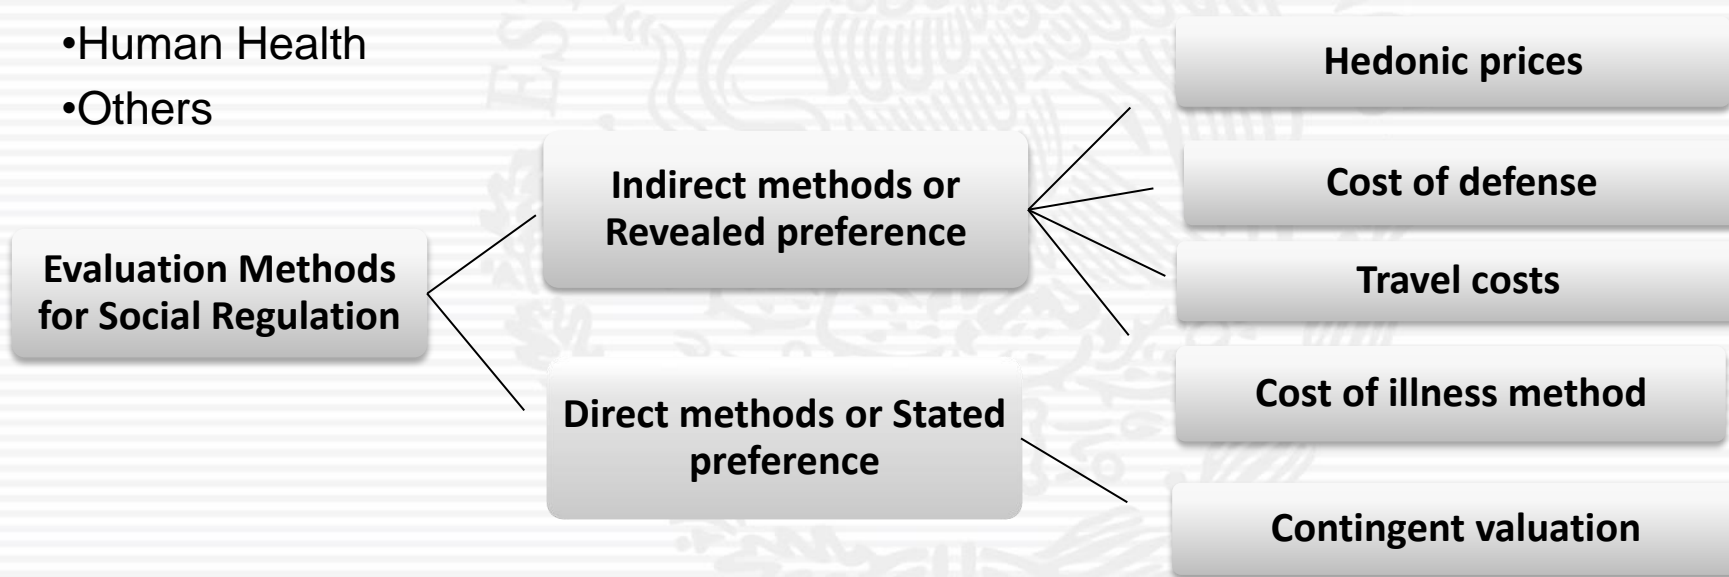 •Human Health
•Others
Evaluation Methods
for Social Regulation
Indirect methods or
Revealed preference
Direct methods or Stated
preference
Hedonic prices
Cost of defense
Travel costs
Cost of illness method
Contingent valuation